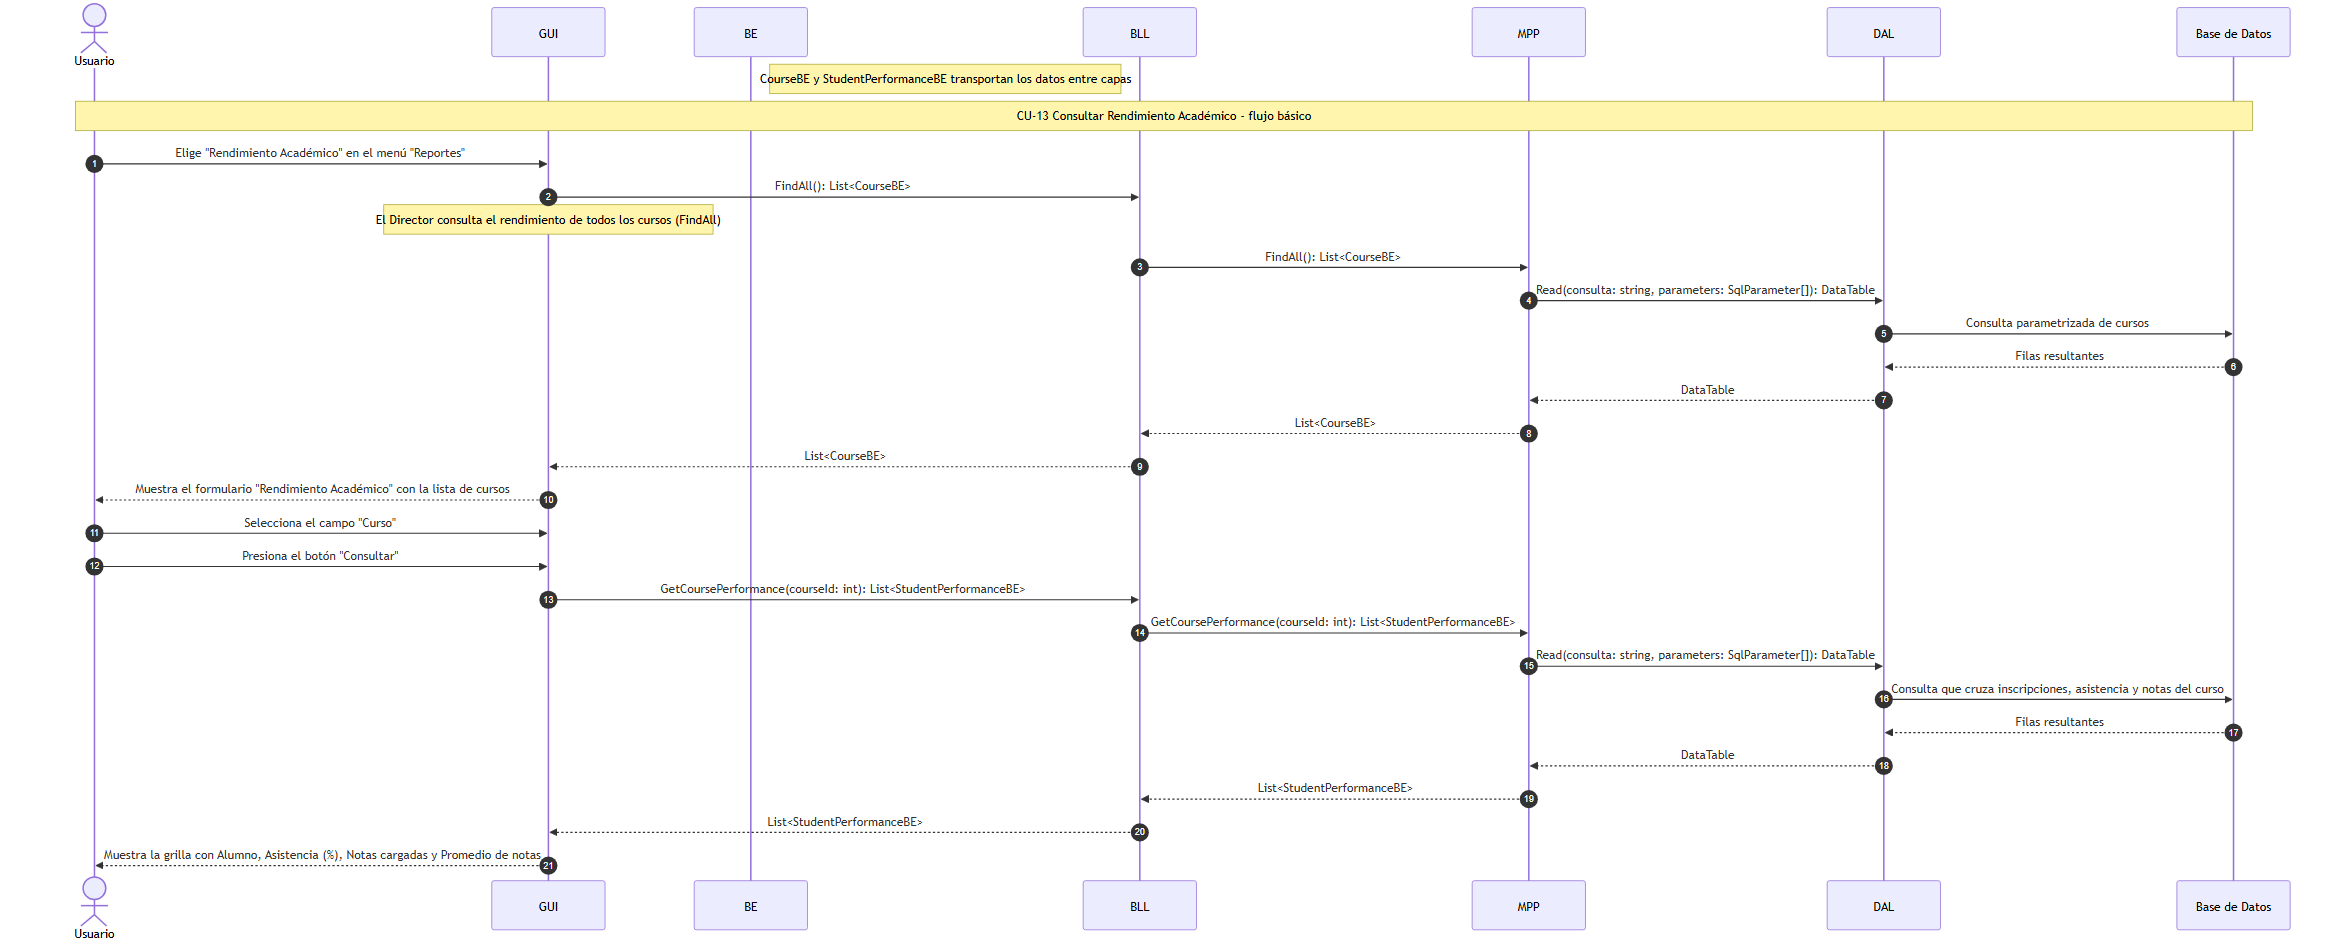 Usuario
GUI
BE
BLL
MPP
DAL
Base de Datos
CourseBE y StudentPerformanceBE transportan los datos entre capas
CU-13 Consultar Rendimiento Académico - flujo básico
1
Elige "Rendimiento Académico" en el menú "Reportes"
2
FindAll(): List<CourseBE>
El Director consulta el rendimiento de todos los cursos (FindAll)
3
FindAll(): List<CourseBE>
4
Read(consulta: string, parameters: SqlParameter[]): DataTable
5
Consulta parametrizada de cursos
Filas resultantes
6
DataTable
7
List<CourseBE>
8
List<CourseBE>
9
Muestra el formulario "Rendimiento Académico" con la lista de cursos
10
11
Selecciona el campo "Curso"
12
Presiona el botón "Consultar"
13
GetCoursePerformance(courseId: int): List<StudentPerformanceBE>
14
GetCoursePerformance(courseId: int): List<StudentPerformanceBE>
15
Read(consulta: string, parameters: SqlParameter[]): DataTable
16
Consulta que cruza inscripciones, asistencia y notas del curso
Filas resultantes
17
DataTable
18
List<StudentPerformanceBE>
19
List<StudentPerformanceBE>
20
Muestra la grilla con Alumno, Asistencia (%), Notas cargadas y Promedio de notas
21
Usuario
GUI
BE
BLL
MPP
DAL
Base de Datos